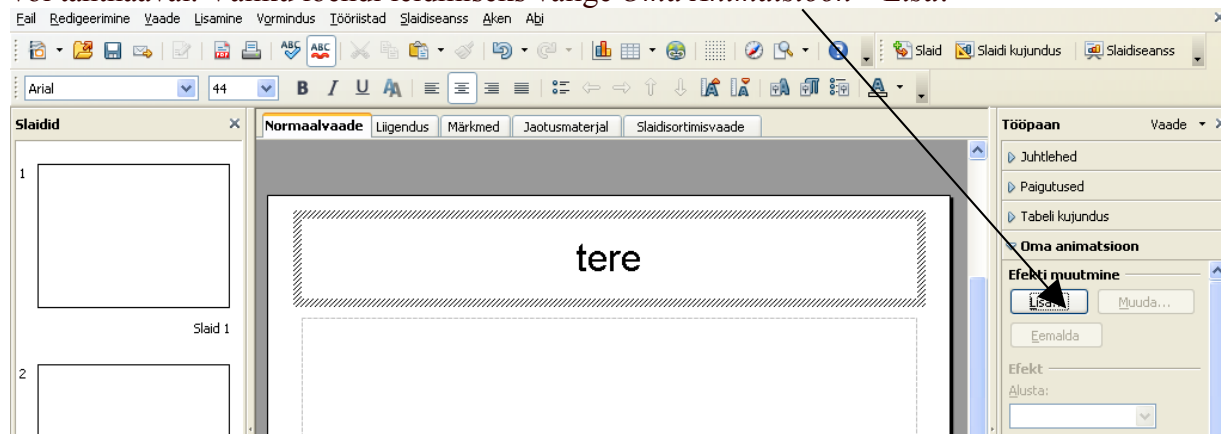 Fail Redigeerimine Vaade Lisamine Vormindus Tööriistad Slaidiseanss Aken Abi
Slaid Slaidi kujundus Slaidiseanss
Arial 44 B I U
Slaidid Normaalvaade Liigendus Märkmed Jaotusmaterjal Slaidisortimisvaade Tööpaan Vaade
Juhtlehed
1
Paigutused
Tabeli kujundus
tere
Oma animatsioon
Efekti muutmine
Lisa... Muuda...
Slaid 1
Eemalda
2
Efekt
Alusta: